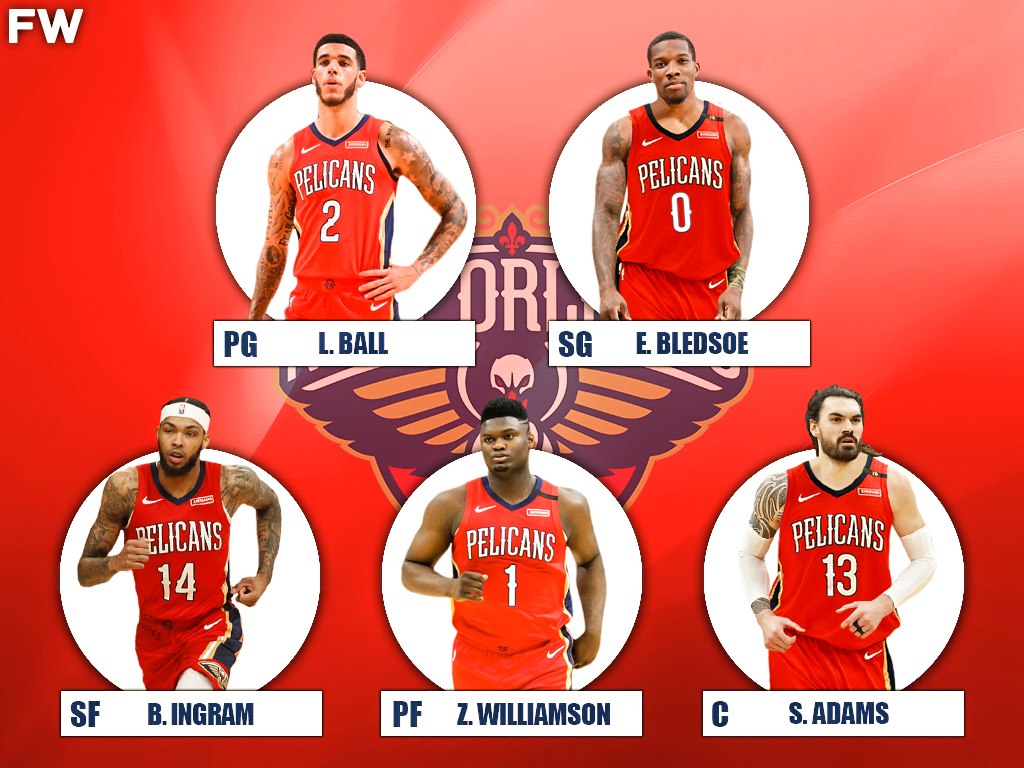 FW
PELICANS
2
PELICANS
0
ORL
PG L. BALL
SG E. BLEDSOE
PELICANS
14
PELICANS
1
PELICANS
13
SF B. INGRAM
PF Z. WILLIAMSON
C S. ADAMS